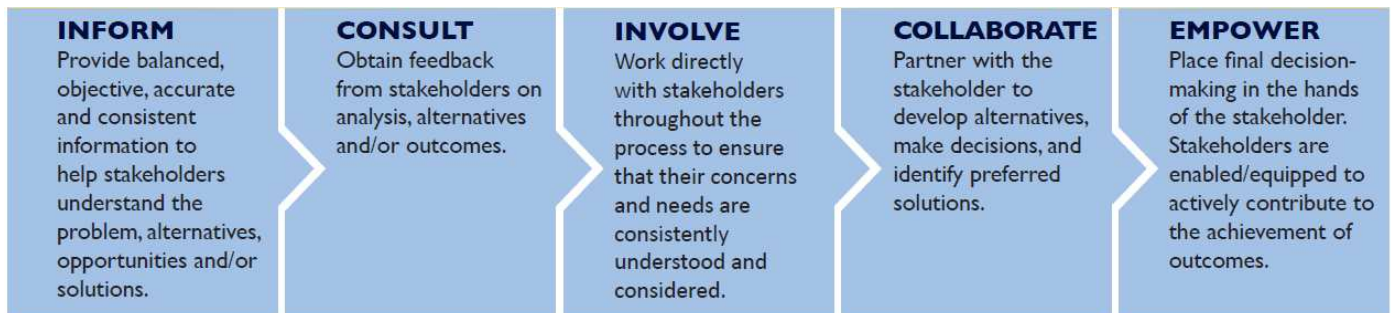 INFORM
Provide balanced,
objective, accurate
and consistent
information to
help stakeholders
understand the
problem, alternatives,
opportunities and/or
solutions.
CONSULT
Obtain feedback
from stakeholders on
analysis, alternatives
and/or outcomes.
INVOLVE
Work directly
with stakeholders
throughout the
process to ensure
that their concerns
and needs are
consistently
understood and
considered.
COLLABORATE
Partner with the
stakeholder to
develop alternatives,
make decisions, and
identify preferred
solutions.
EMPOWER
Place final decision-
making in the hands
of the stakeholder.
Stakeholders are
enabled/equipped to
actively contribute to
the achievement of
outcomes.